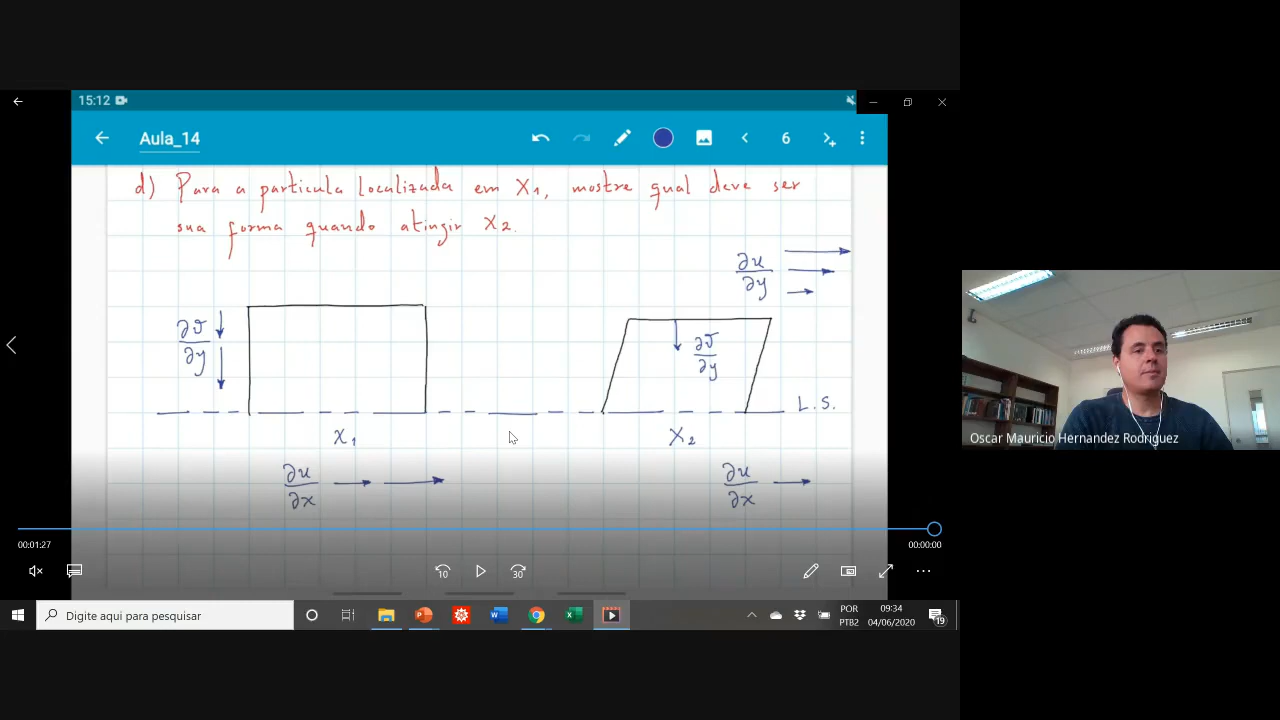 15:12
Aula_14
6
d) Para a particula localizada em X1, mostre qual deve ser
sua forma quando atingir X2.
∂u
∂y
∂v
∂y
∂v
∂y
L.S.
x1
X2
∂u
∂x
∂u
∂x
Oscar Mauricio Hernandez Rodriguez
00:01:27
00:00:00
10
30
Digite aqui para pesquisar
POR
PTB2
09:34
04/06/2020
19